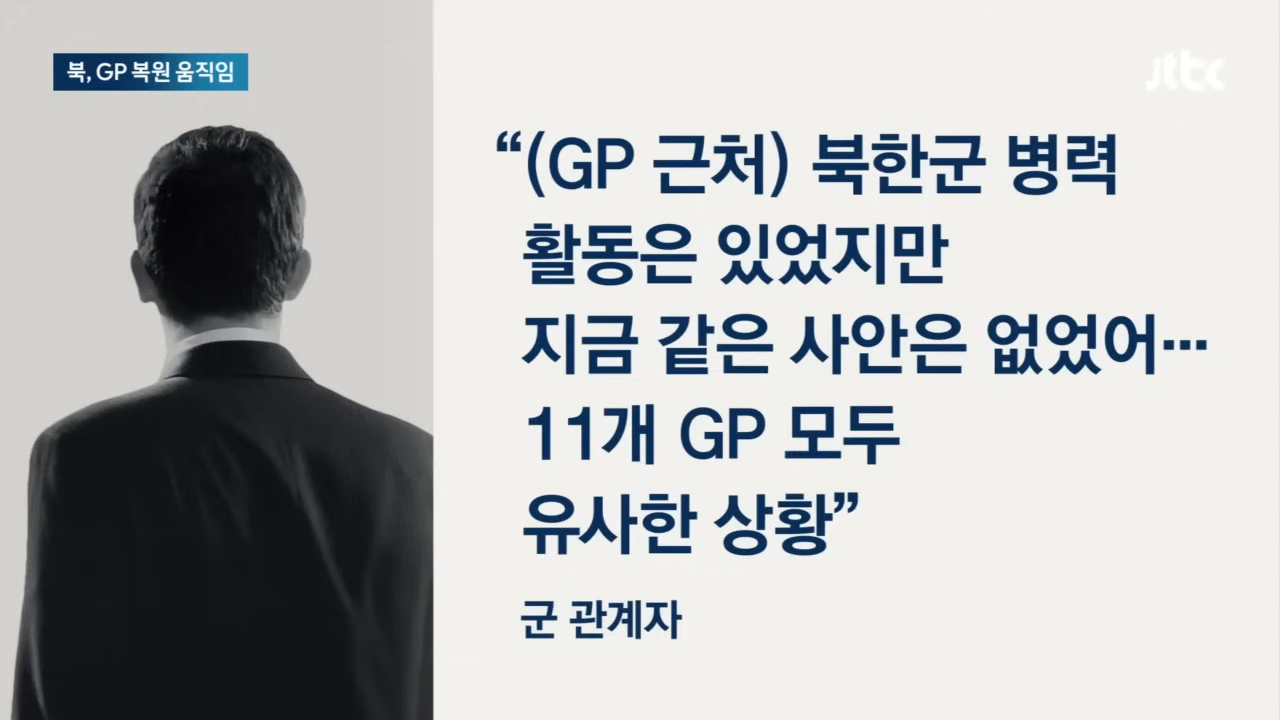 북, GP 복원 움직임
jtbc
“(GP 근처) 북한군 병력
활동은 있었지만
지금 같은 사안은 없었어…
11개 GP 모두
유사한 상황”
군 관계자